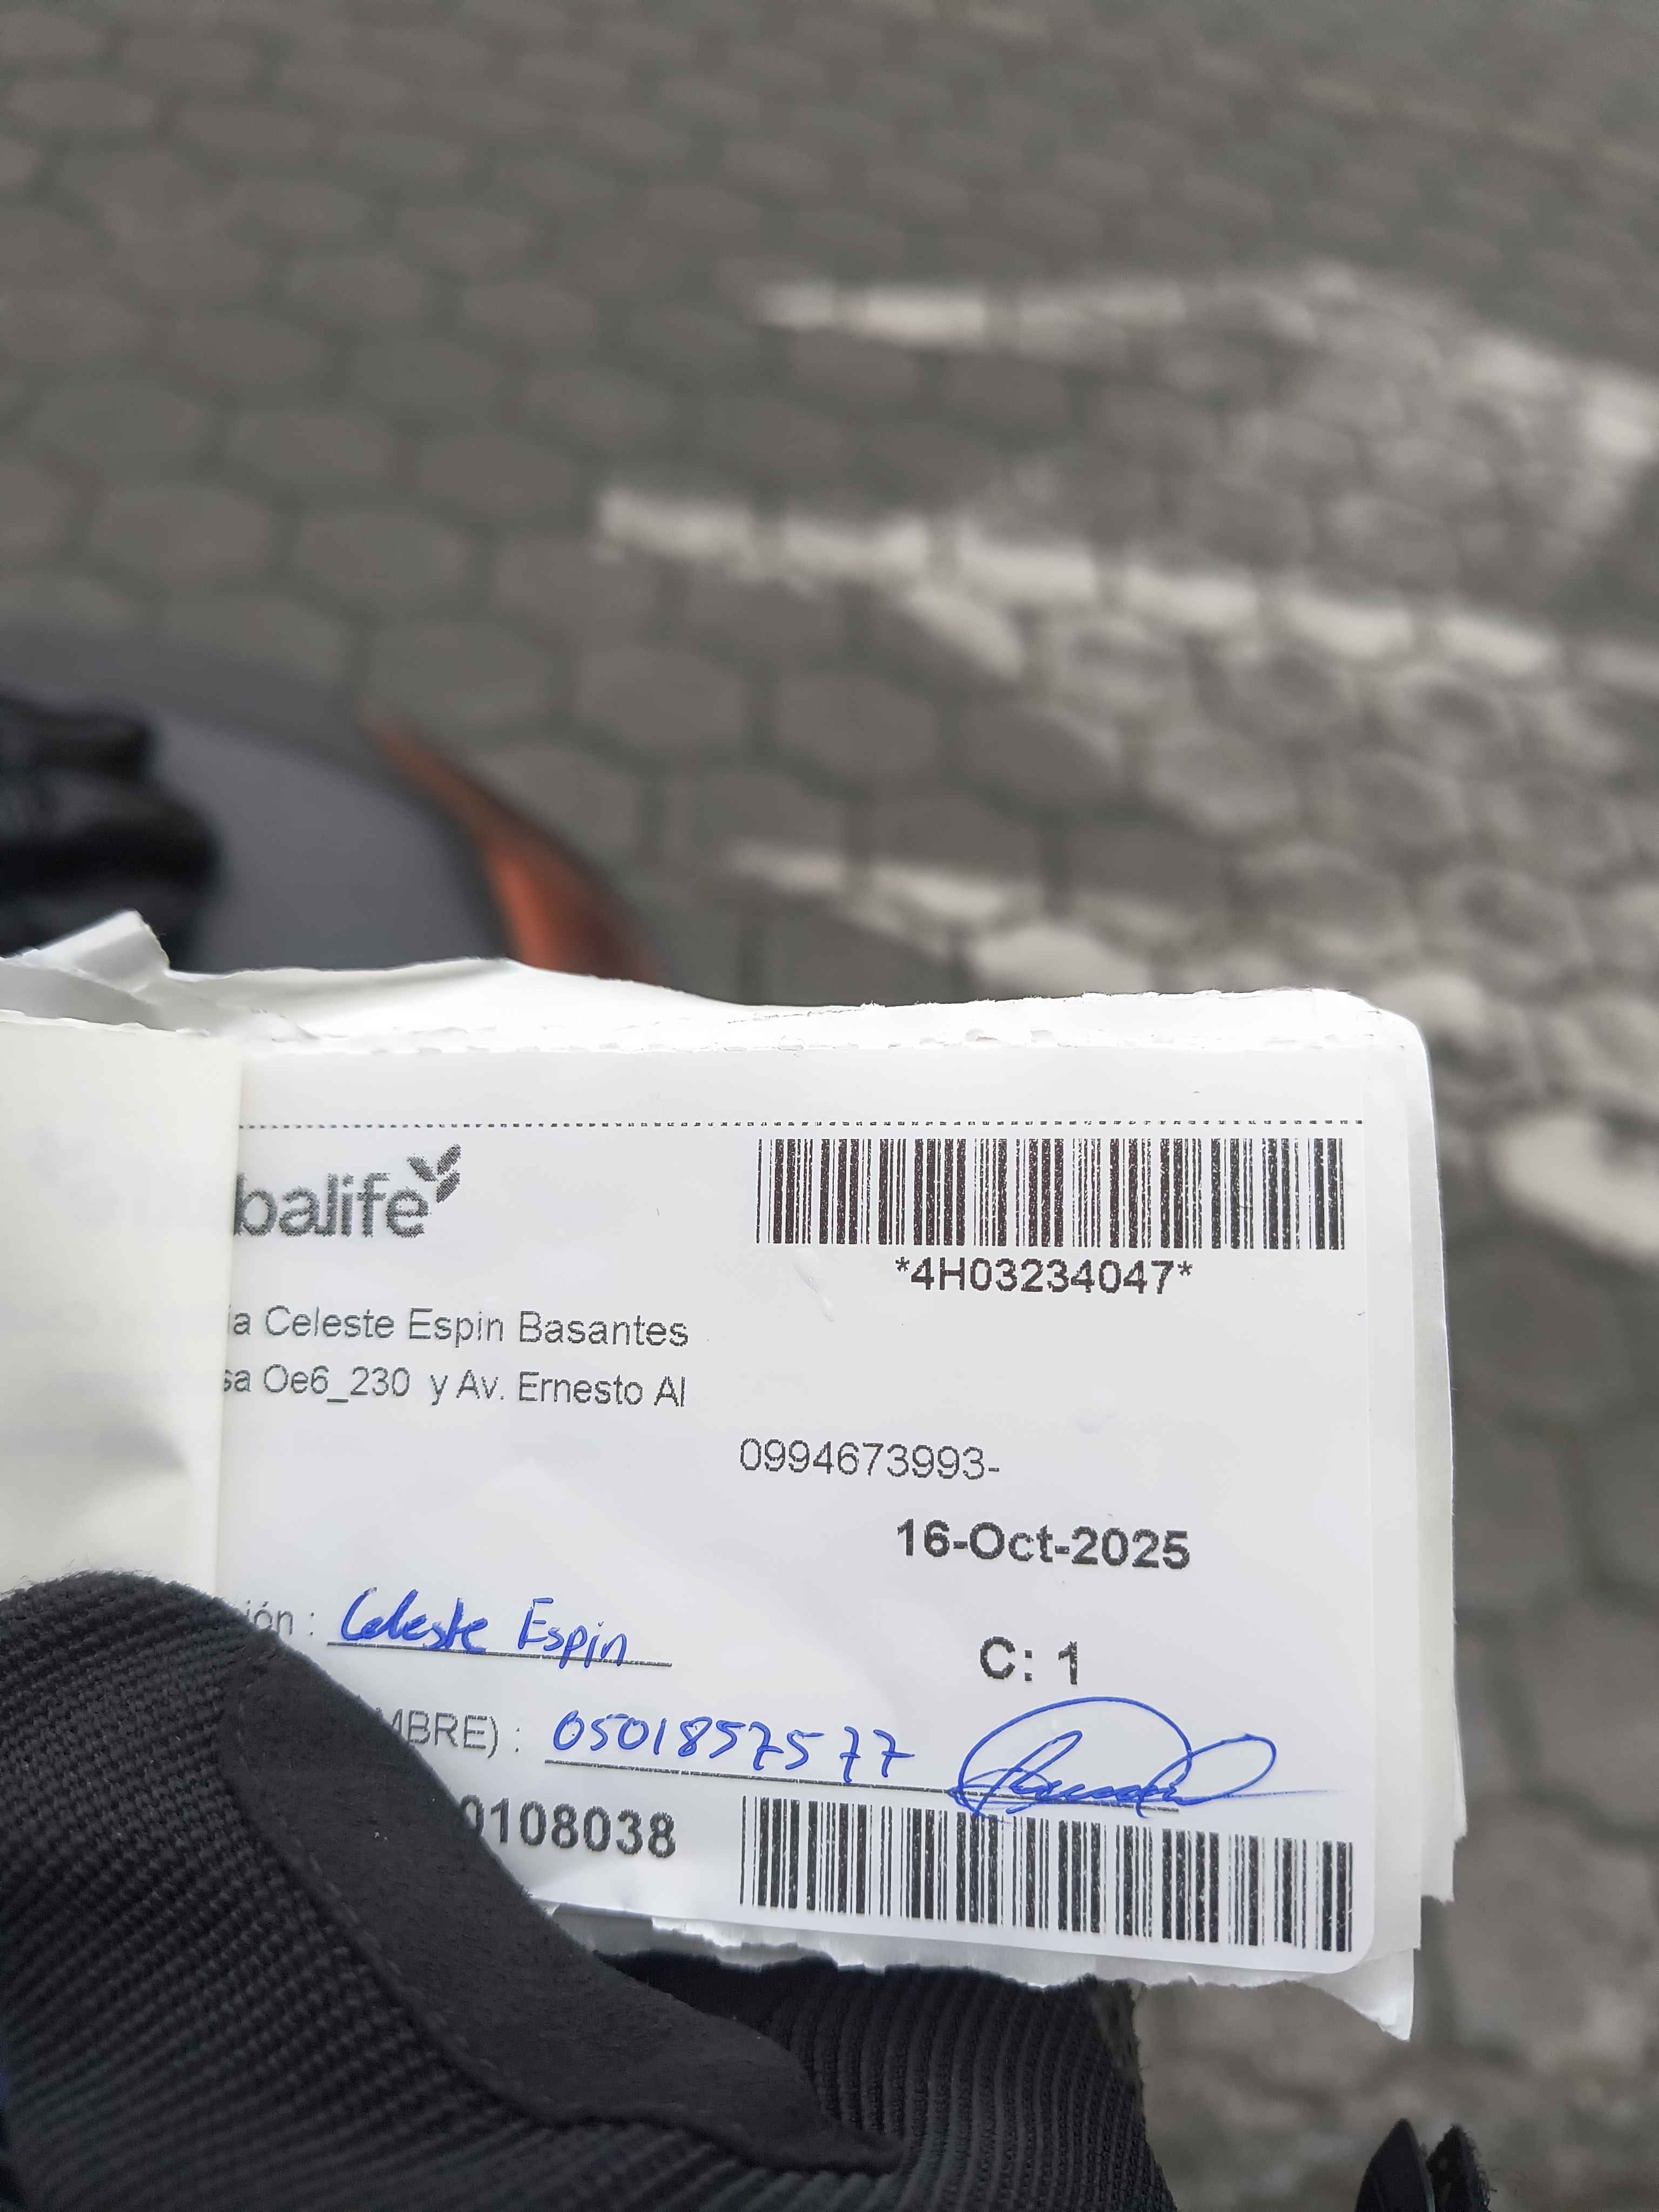 balife
*4H03234047*
ia Celeste Espin Basantes
sa Oe6_230 y Av. Ernesto Al
0994673993-
16-Oct-2025
ión : Celeste Espin
C: 1
MBRE) : 0501857577
0108038